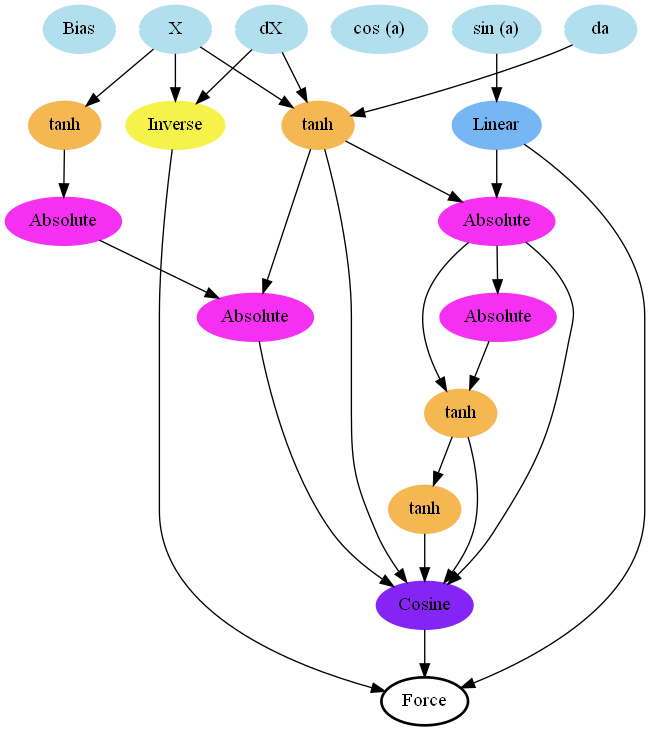 Bias
X
dX
cos (a)
sin (a)
da
tanh
Inverse
tanh
Linear
Absolute
Absolute
Absolute
Absolute
tanh
tanh
Cosine
Force